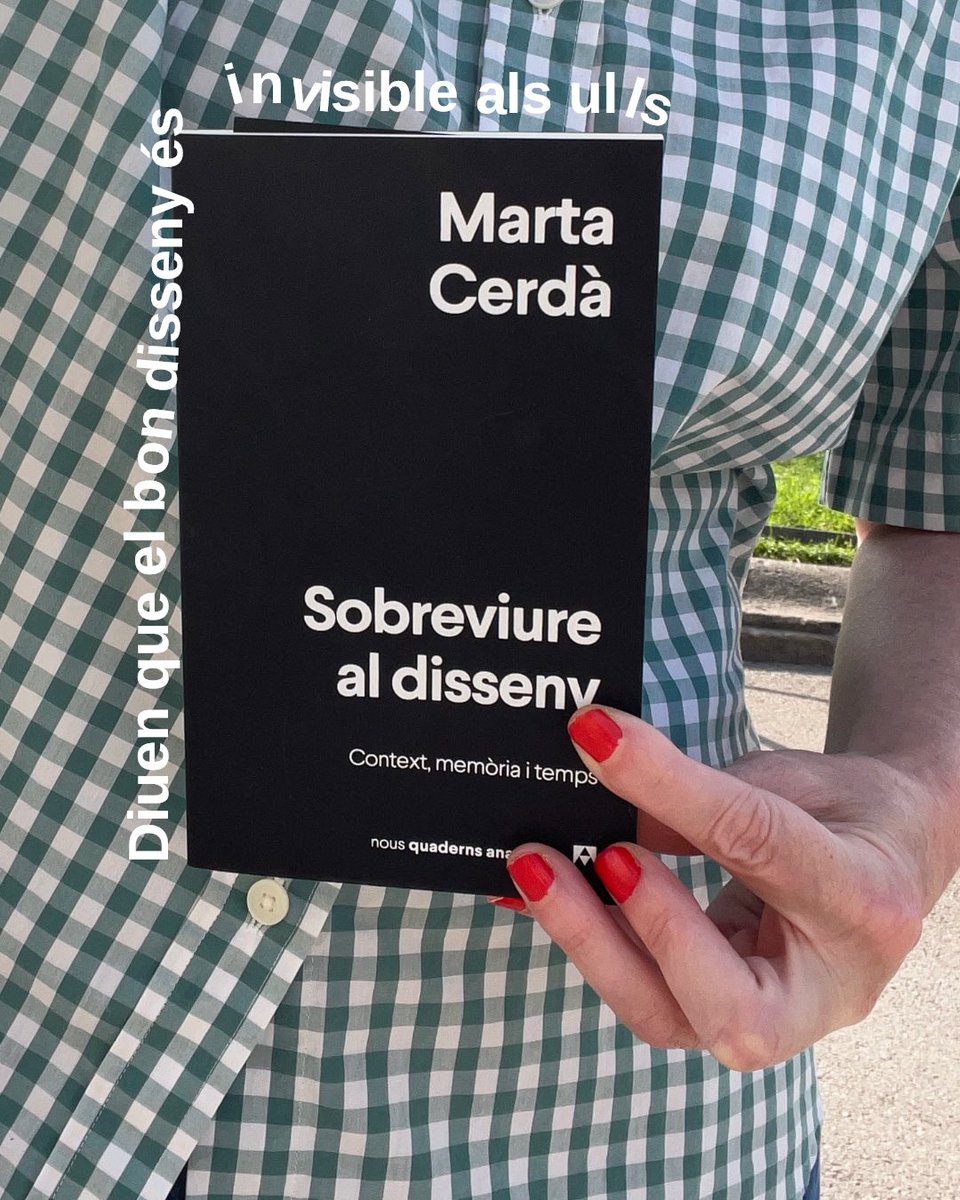 Diuen que el bon disseny és
invisible als ulls
Marta
Cerdà
Sobreviure
al disseny
Context, memòria i temps
nous quaderns